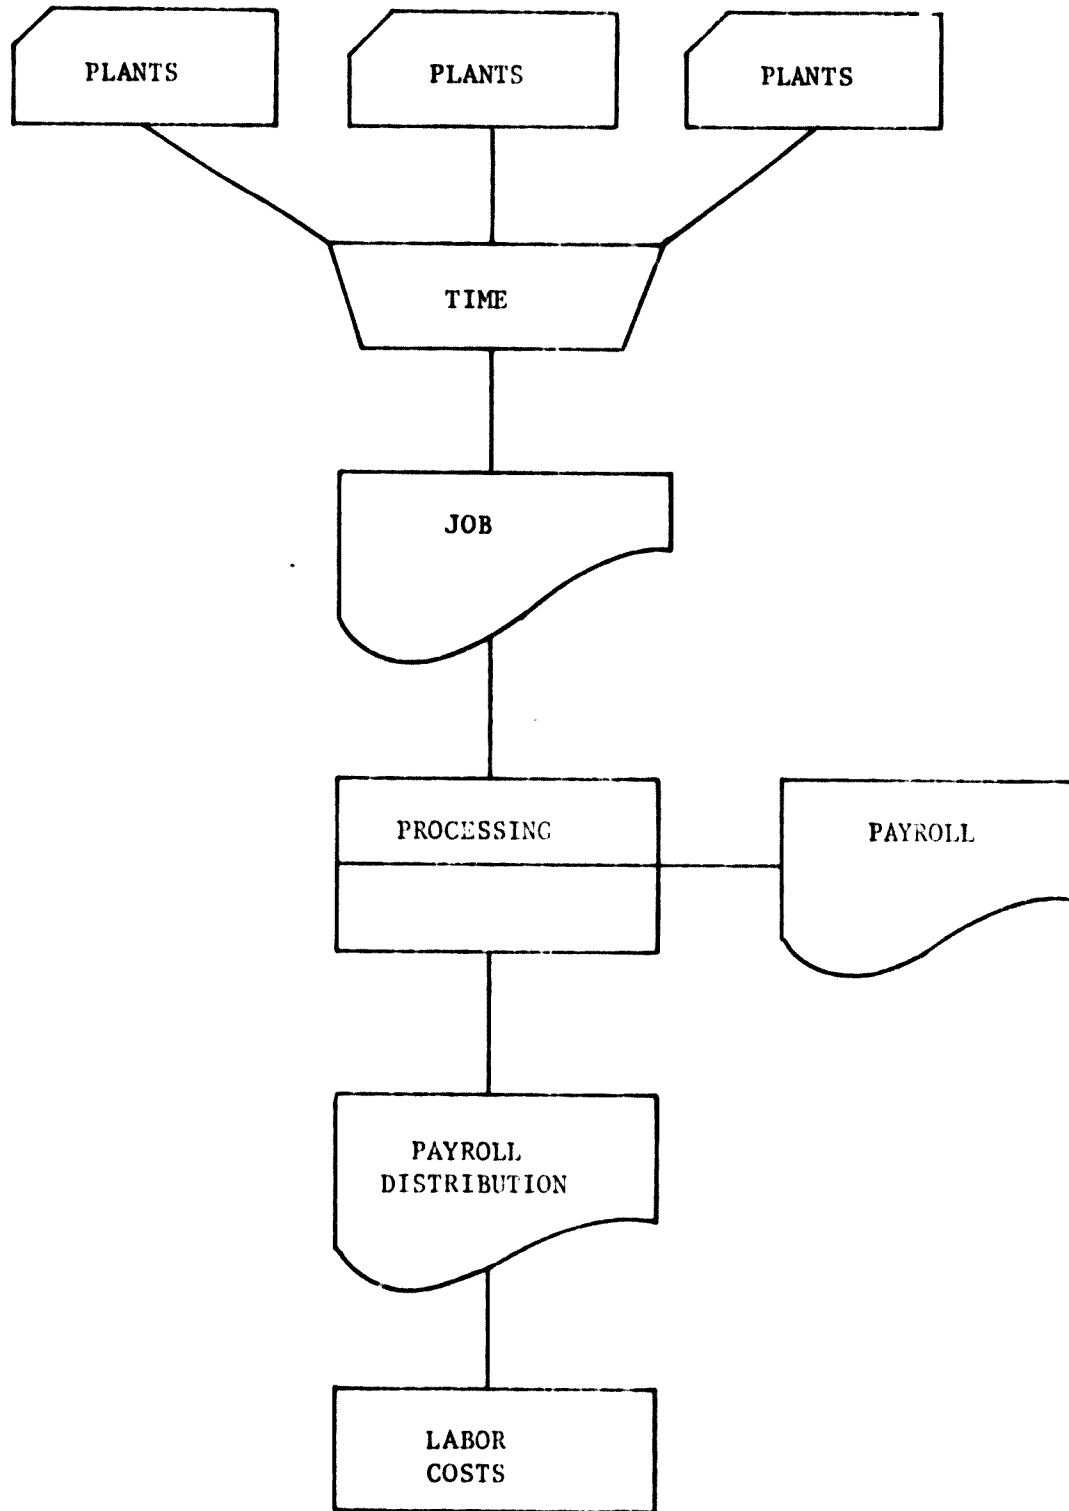 PLANTS
PLANTS
PLANTS
TIME
JOB
PROCESSING
PAYROLL
PAYROLL
DISTRIBUTION
LABOR
COSTS